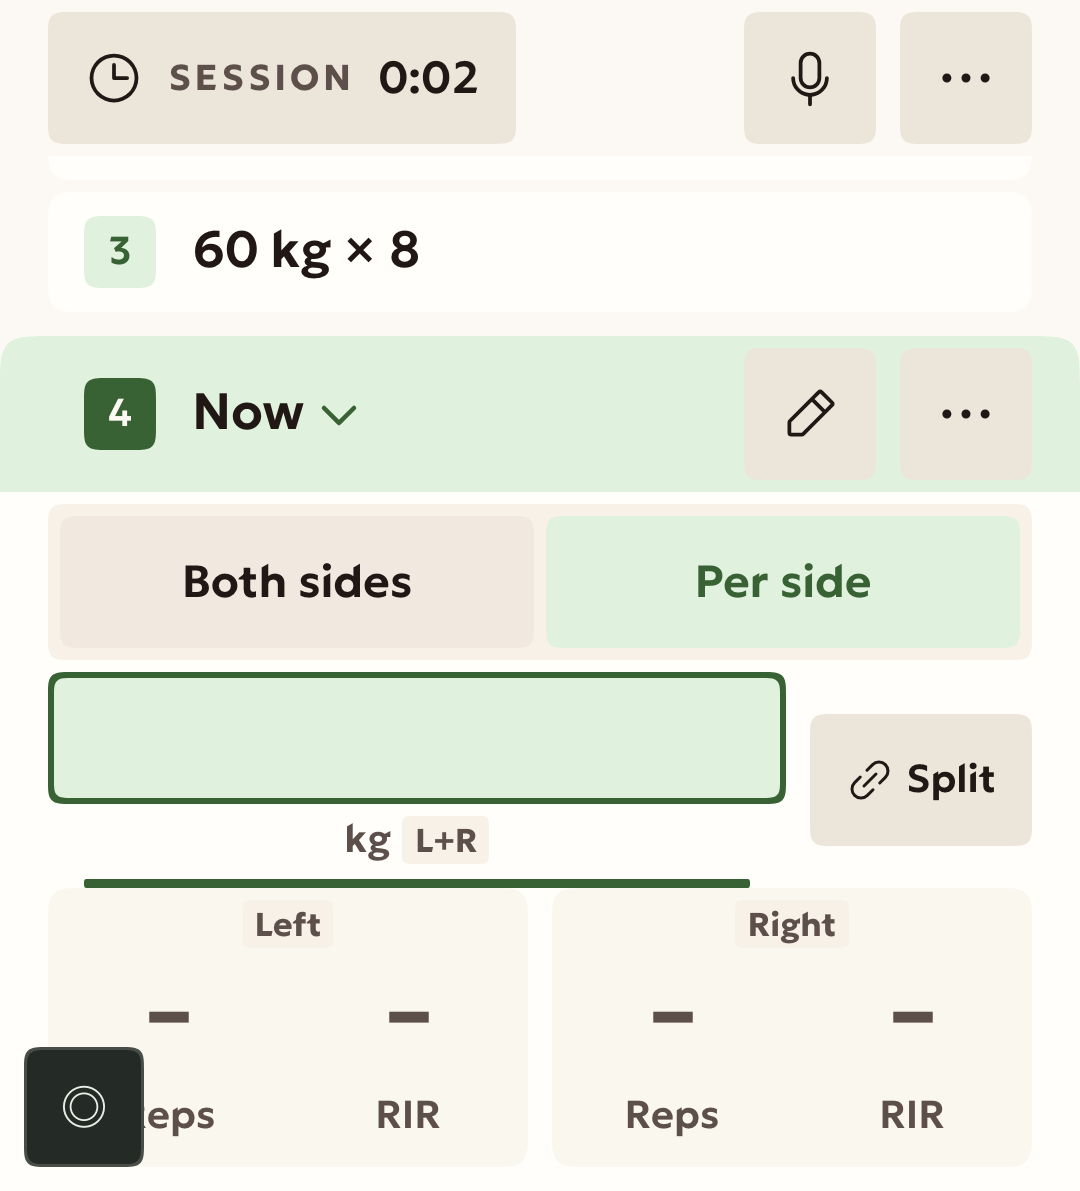 SESSION 0:02
3 60 kg × 8
4 Now
Both sides Per side
Split
kg L+R
Left Right
– – – –
eps RIR Reps RIR